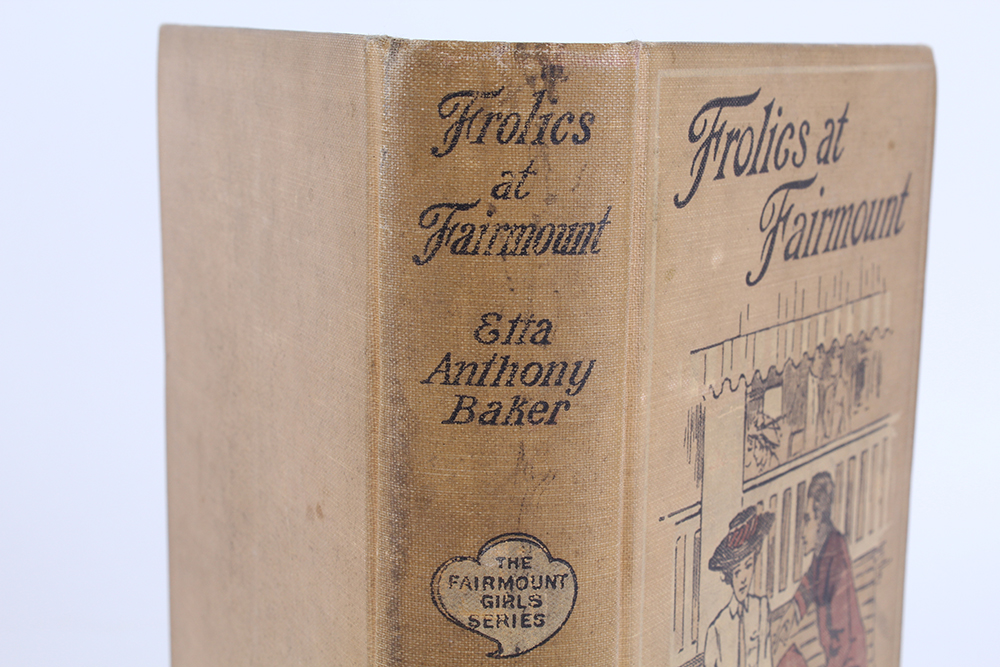 Frolics
at
Fairmount
Etta
Anthony
Baker
THE
FAIRMOUNT
GIRLS
SERIES
Frolics at
Fairmount